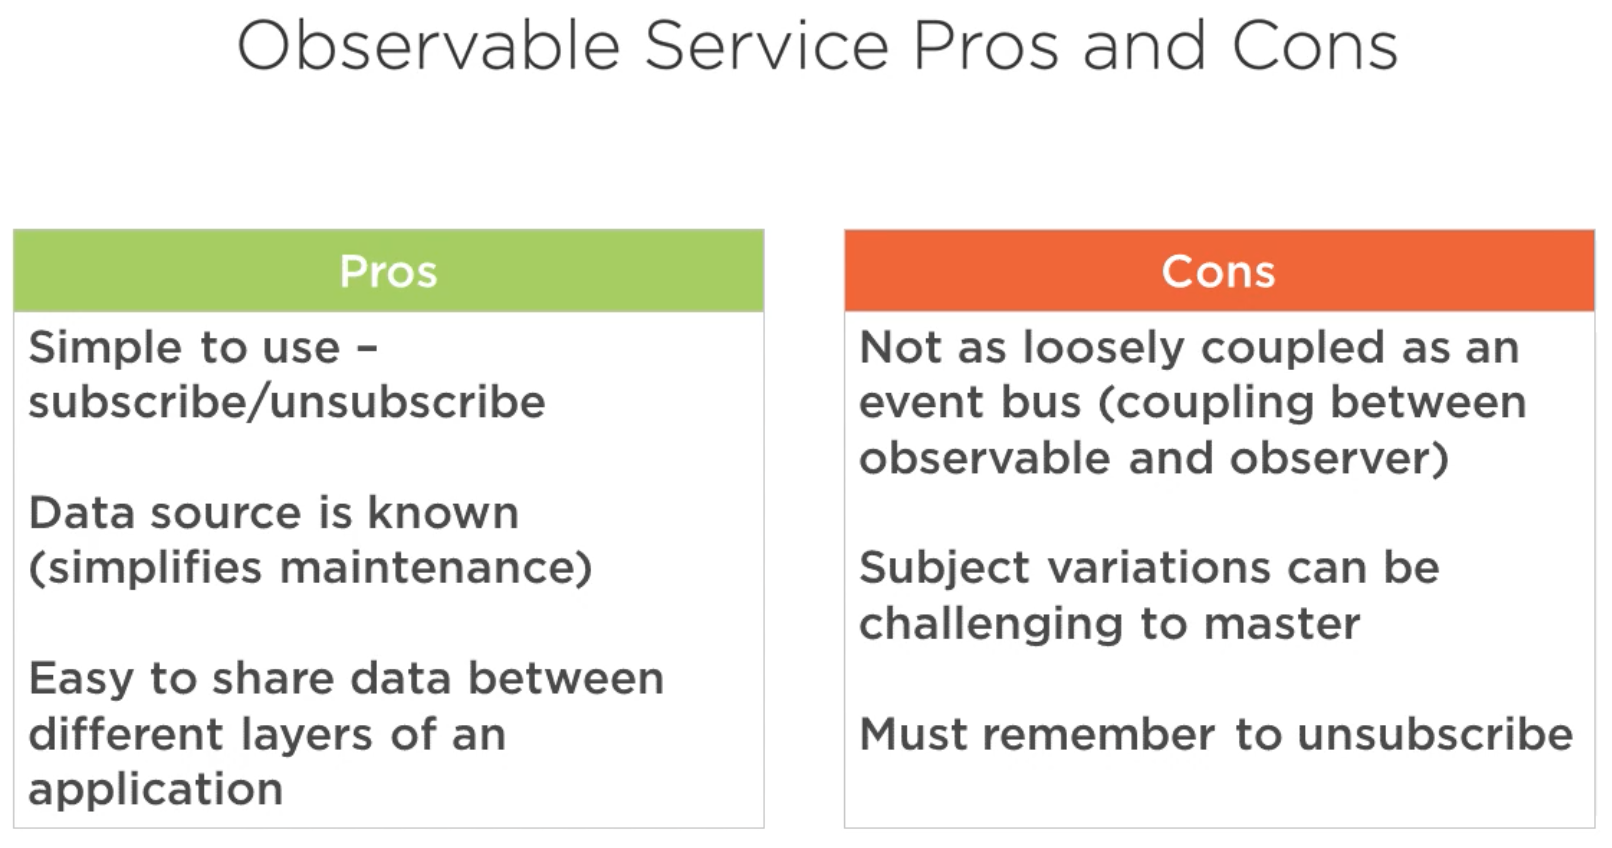 Observable Service Pros and Cons
Pros
Simple to use –
subscribe/unsubscribe
Data source is known
(simplifies maintenance)
Easy to share data between
different layers of an
application
Cons
Not as loosely coupled as an
event bus (coupling between
observable and observer)
Subject variations can be
challenging to master
Must remember to unsubscribe